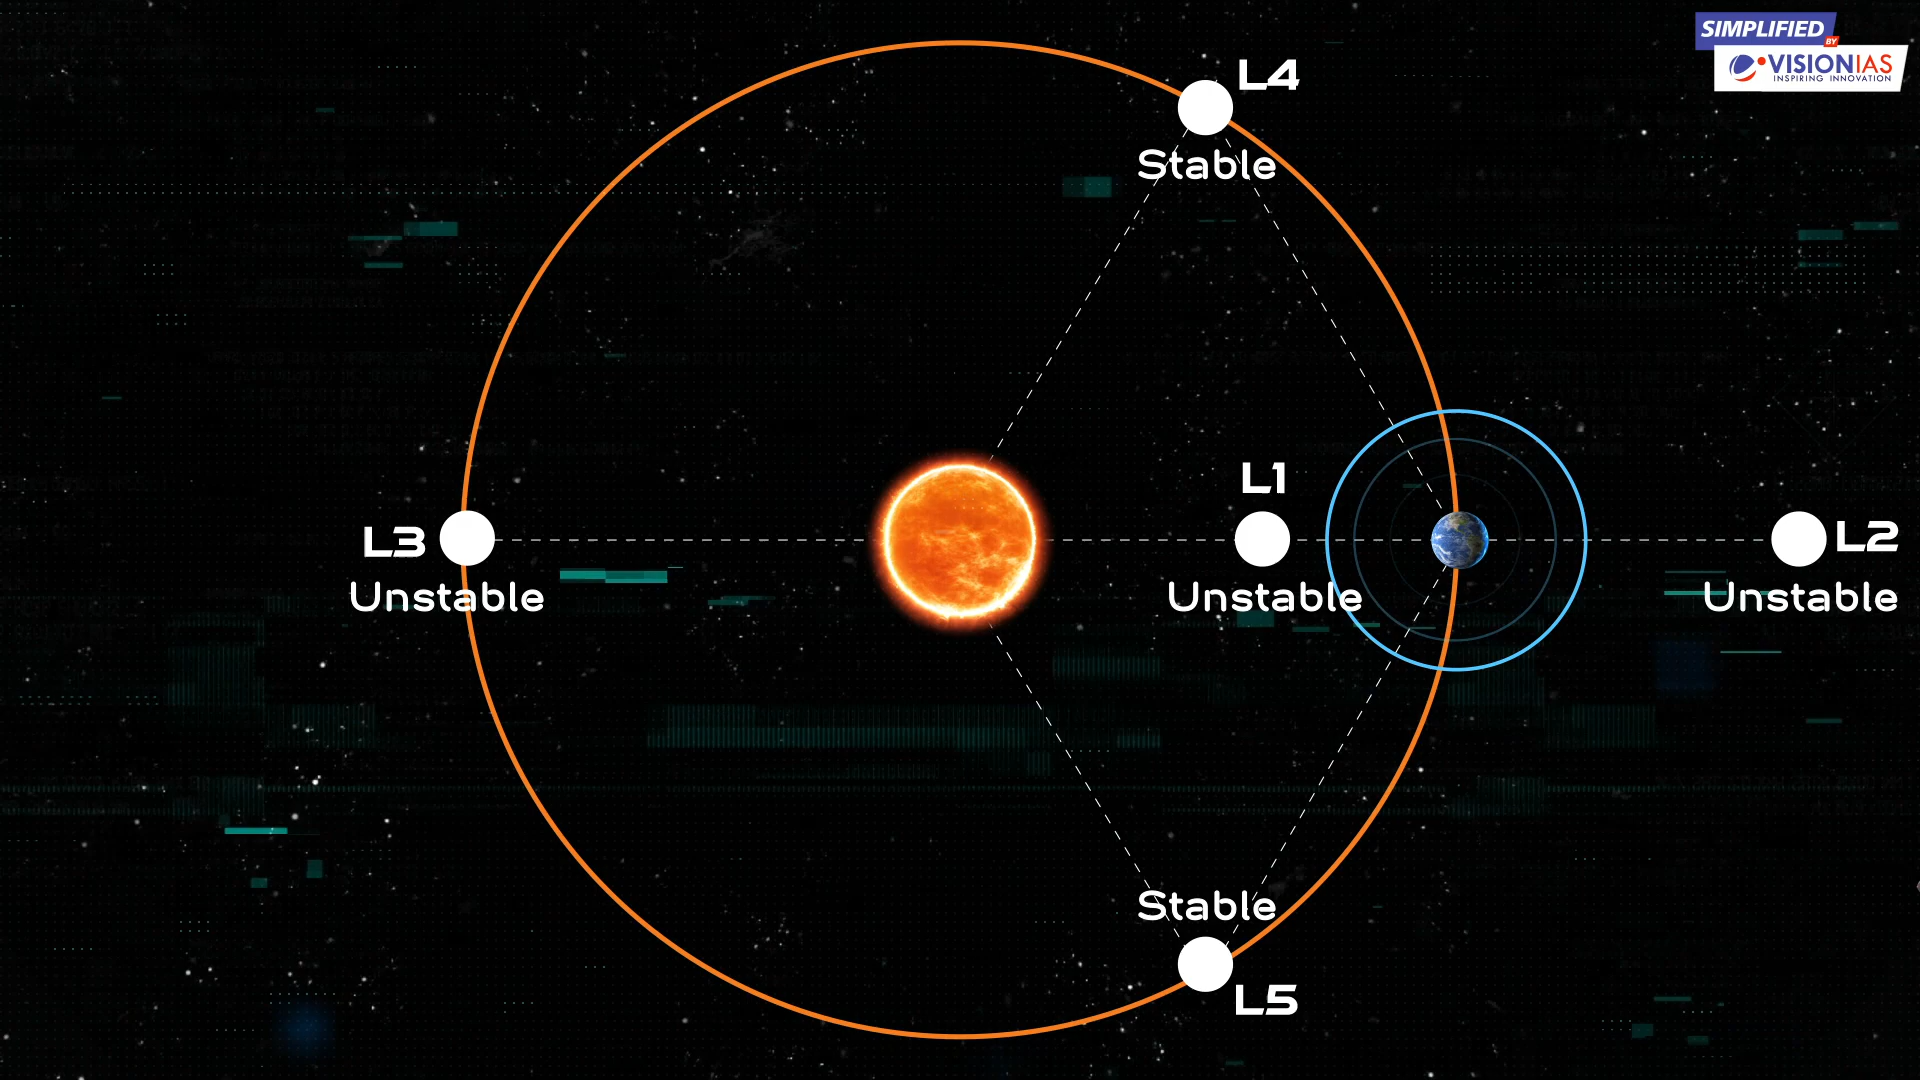 SIMPLIFIED
BY
VISIONIAS
INSPIRING INNOVATION
L4
Stable
L1
Unstable
L3
Unstable
L2
Unstable
Stable
L5